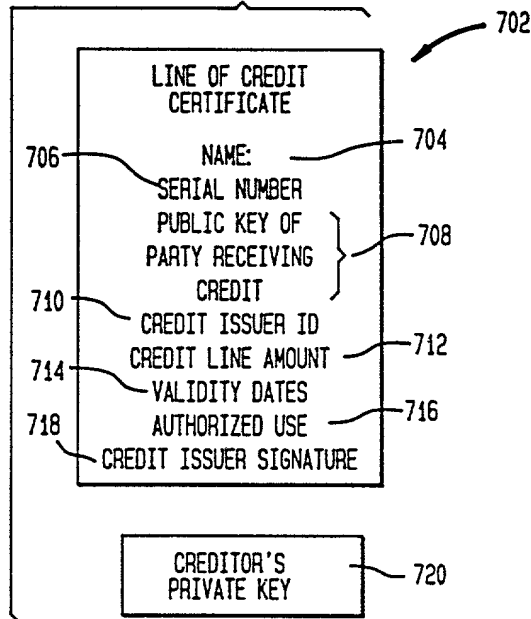 702
LINE OF CREDIT
CERTIFICATE
NAME:
704
706
SERIAL NUMBER
PUBLIC KEY OF
PARTY RECEIVING
CREDIT
708
710
CREDIT ISSUER ID
CREDIT LINE AMOUNT
712
714
VALIDITY DATES
AUTHORIZED USE
716
718
CREDIT ISSUER SIGNATURE
CREDITOR'S
PRIVATE KEY
720